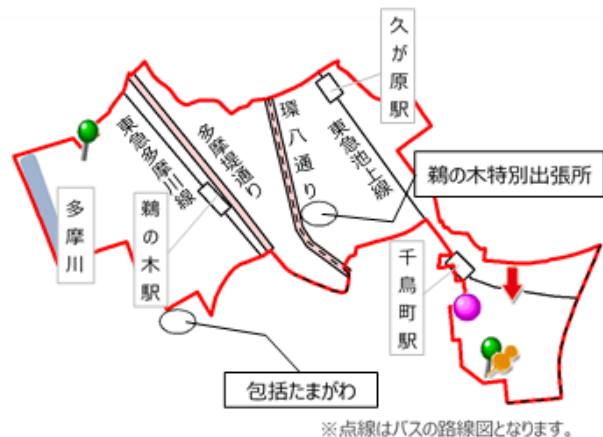 久が原駅
環八通り
東急池上線
多摩堤通り
東急多摩川線
鵜の木特別出張所
多摩川
鵜の木駅
千鳥町駅
包括たまがわ
※点線はバスの路線図となります。